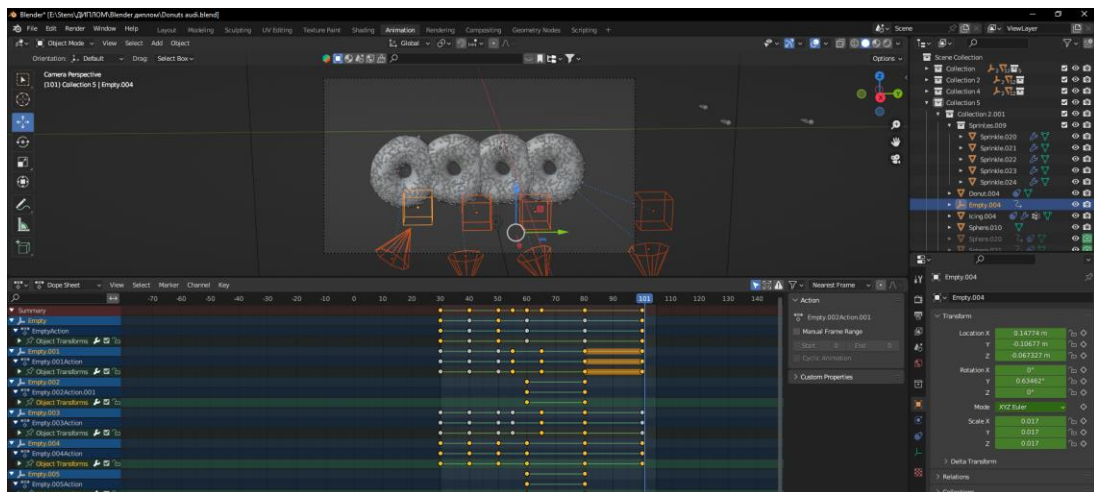 Blender* [E:\Stens\ДИПЛОМ\Blender диплом\Donuts audi.blend]
File Edit Render Window Help Layout Modeling Sculpting UV Editing Texture Paint Shading Animation Rendering Compositing Geometry Nodes Scripting + Scene ViewLayer
Object Mode View Select Add Object Global
Orientation: Default Drag: Select Box Options
Camera Perspective
(101) Collection 5 | Empty.004
Scene Collection
Collection
Collection 2
Collection 4
Collection 5
Collection 2.001
Sprinkles.009
Sprinkle.020
Sprinkle.021
Sprinkle.022
Sprinkle.023
Sprinkle.024
Donut.004
Empty.004
Icing.004
Sphere.010
Sphere.020
Dope Sheet View Select Marker Channel Key Nearest Frame
-70 -60 -50 -40 -30 -20 -10 0 10 20 30 40 50 60 70 80 90 101 110 120 130 140
Summary
Empty
EmptyAction
Object Transforms
Empty.001
Empty.001Action
Object Transforms
Empty.002
Empty.002Action.001
Object Transforms
Empty.003
Empty.003Action
Object Transforms
Empty.004
Empty.004Action
Object Transforms
Empty.005
Empty.005Action
Action
Empty.003Action.001
Manual Frame Range
Start 0 End 0
Cyclic Animation
Custom Properties
Empty.004
Empty.004
Transform
Location X 0.14774 m
Y -0.10677 m
Z -0.067327 m
Rotation X 0°
Y 0.63462°
Z 0°
Mode XYZ Euler
Scale X 0.017
Y 0.017
Z 0.017
Delta Transform
Relations
Collections